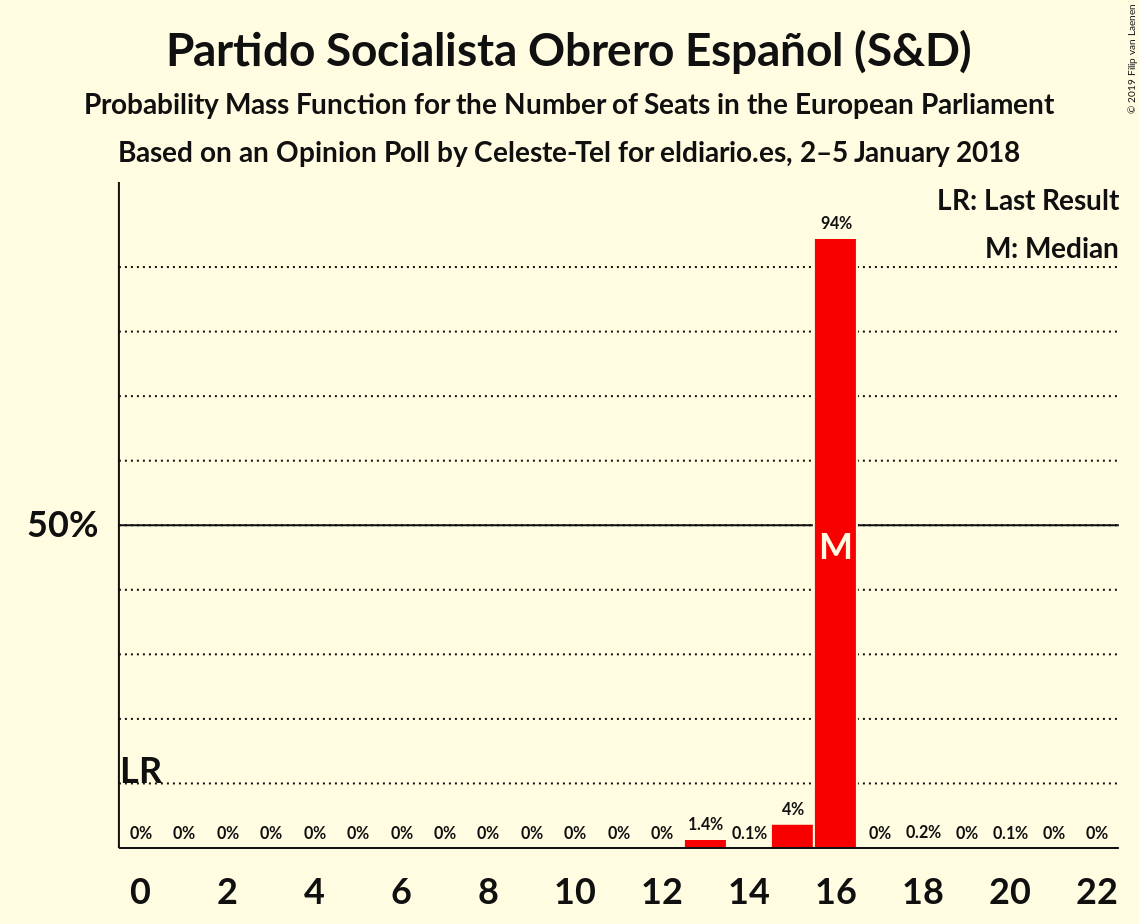 Partido Socialista Obrero Español (S&D)
Probability Mass Function for the Number of Seats in the European Parliament
Based on an Opinion Poll by Celeste-Tel for eldiario.es, 2–5 January 2018
© 2019 Filip van Laenen
LR: Last Result
M: Median
94%
50%
M
LR
0% 0% 0% 0% 0% 0% 0% 0% 0% 0% 0% 0% 0% 1.4% 0.1% 4% 0% 0.2% 0% 0.1% 0% 0%
0 2 4 6 8 10 12 14 16 18 20 22